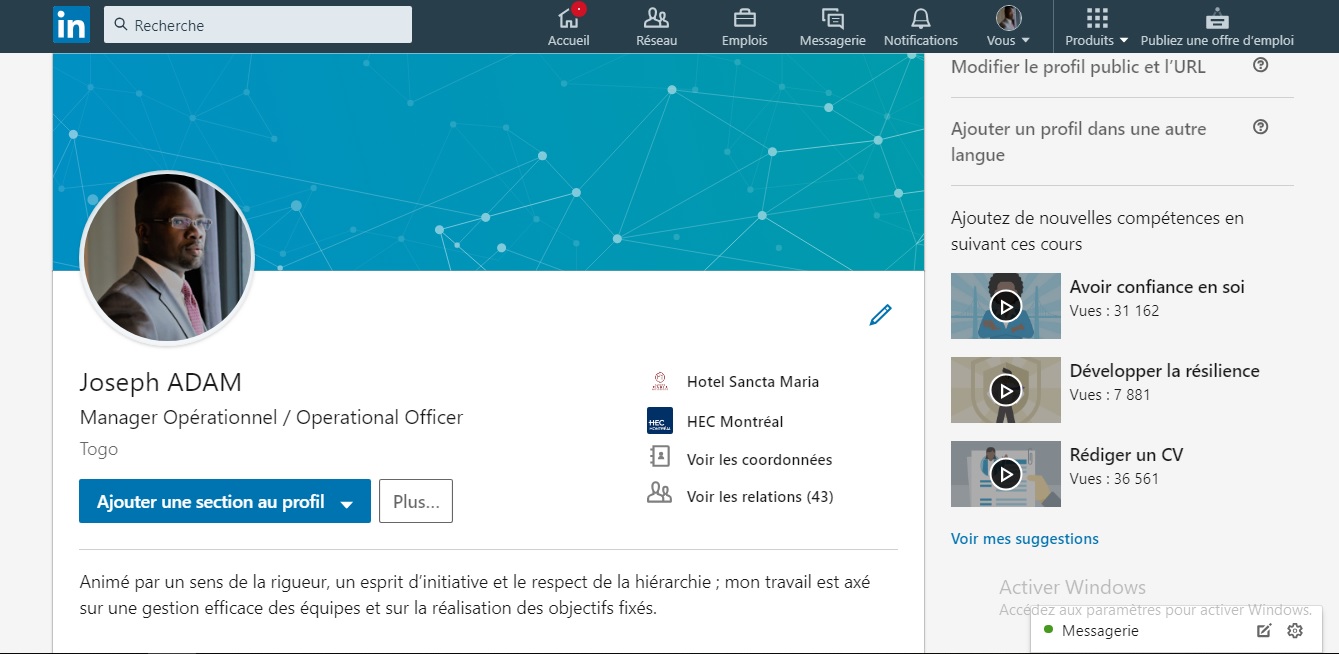 in
Recherche
Accueil
Réseau
Emplois
Messagerie
Notifications
Vous
Produits
Publiez une offre d'emploi
Modifier le profil public et l'URL
Ajouter un profil dans une autre
langue
Ajoutez de nouvelles compétences en
suivant ces cours
Avoir confiance en soi
Vues : 31 162
Développer la résilience
Vues : 7 881
Rédiger un CV
Vues : 36 561
Voir mes suggestions
Joseph ADAM
Manager Opérationnel / Operational Officer
Togo
Ajouter une section au profil
Plus...
Hotel Sancta Maria
HEC
MONTRÉAL
HEC Montréal
Voir les coordonnées
Voir les relations (43)
Animé par un sens de la rigueur, un esprit d'initiative et le respect de la hiérarchie ; mon travail est axé
sur une gestion efficace des équipes et sur la réalisation des objectifs fixés.
Activer Windows
Accédez aux paramètres pour activer Windows.
Messagerie